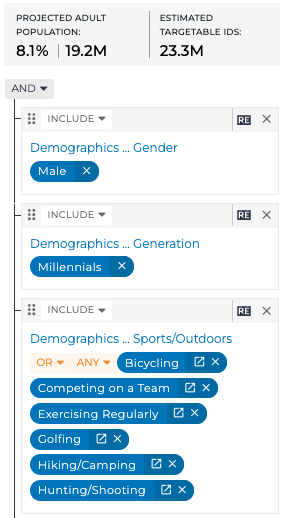 PROJECTED ADULT POPULATION:
8.1% | 19.2M
ESTIMATED TARGETABLE IDS:
23.3M
AND
INCLUDE RE
Demographics ... Gender
Male
INCLUDE RE
Demographics ... Generation
Millennials
INCLUDE RE
Demographics ... Sports/Outdoors
OR ANY Bicycling
Competing on a Team
Exercising Regularly
Golfing
Hiking/Camping
Hunting/Shooting